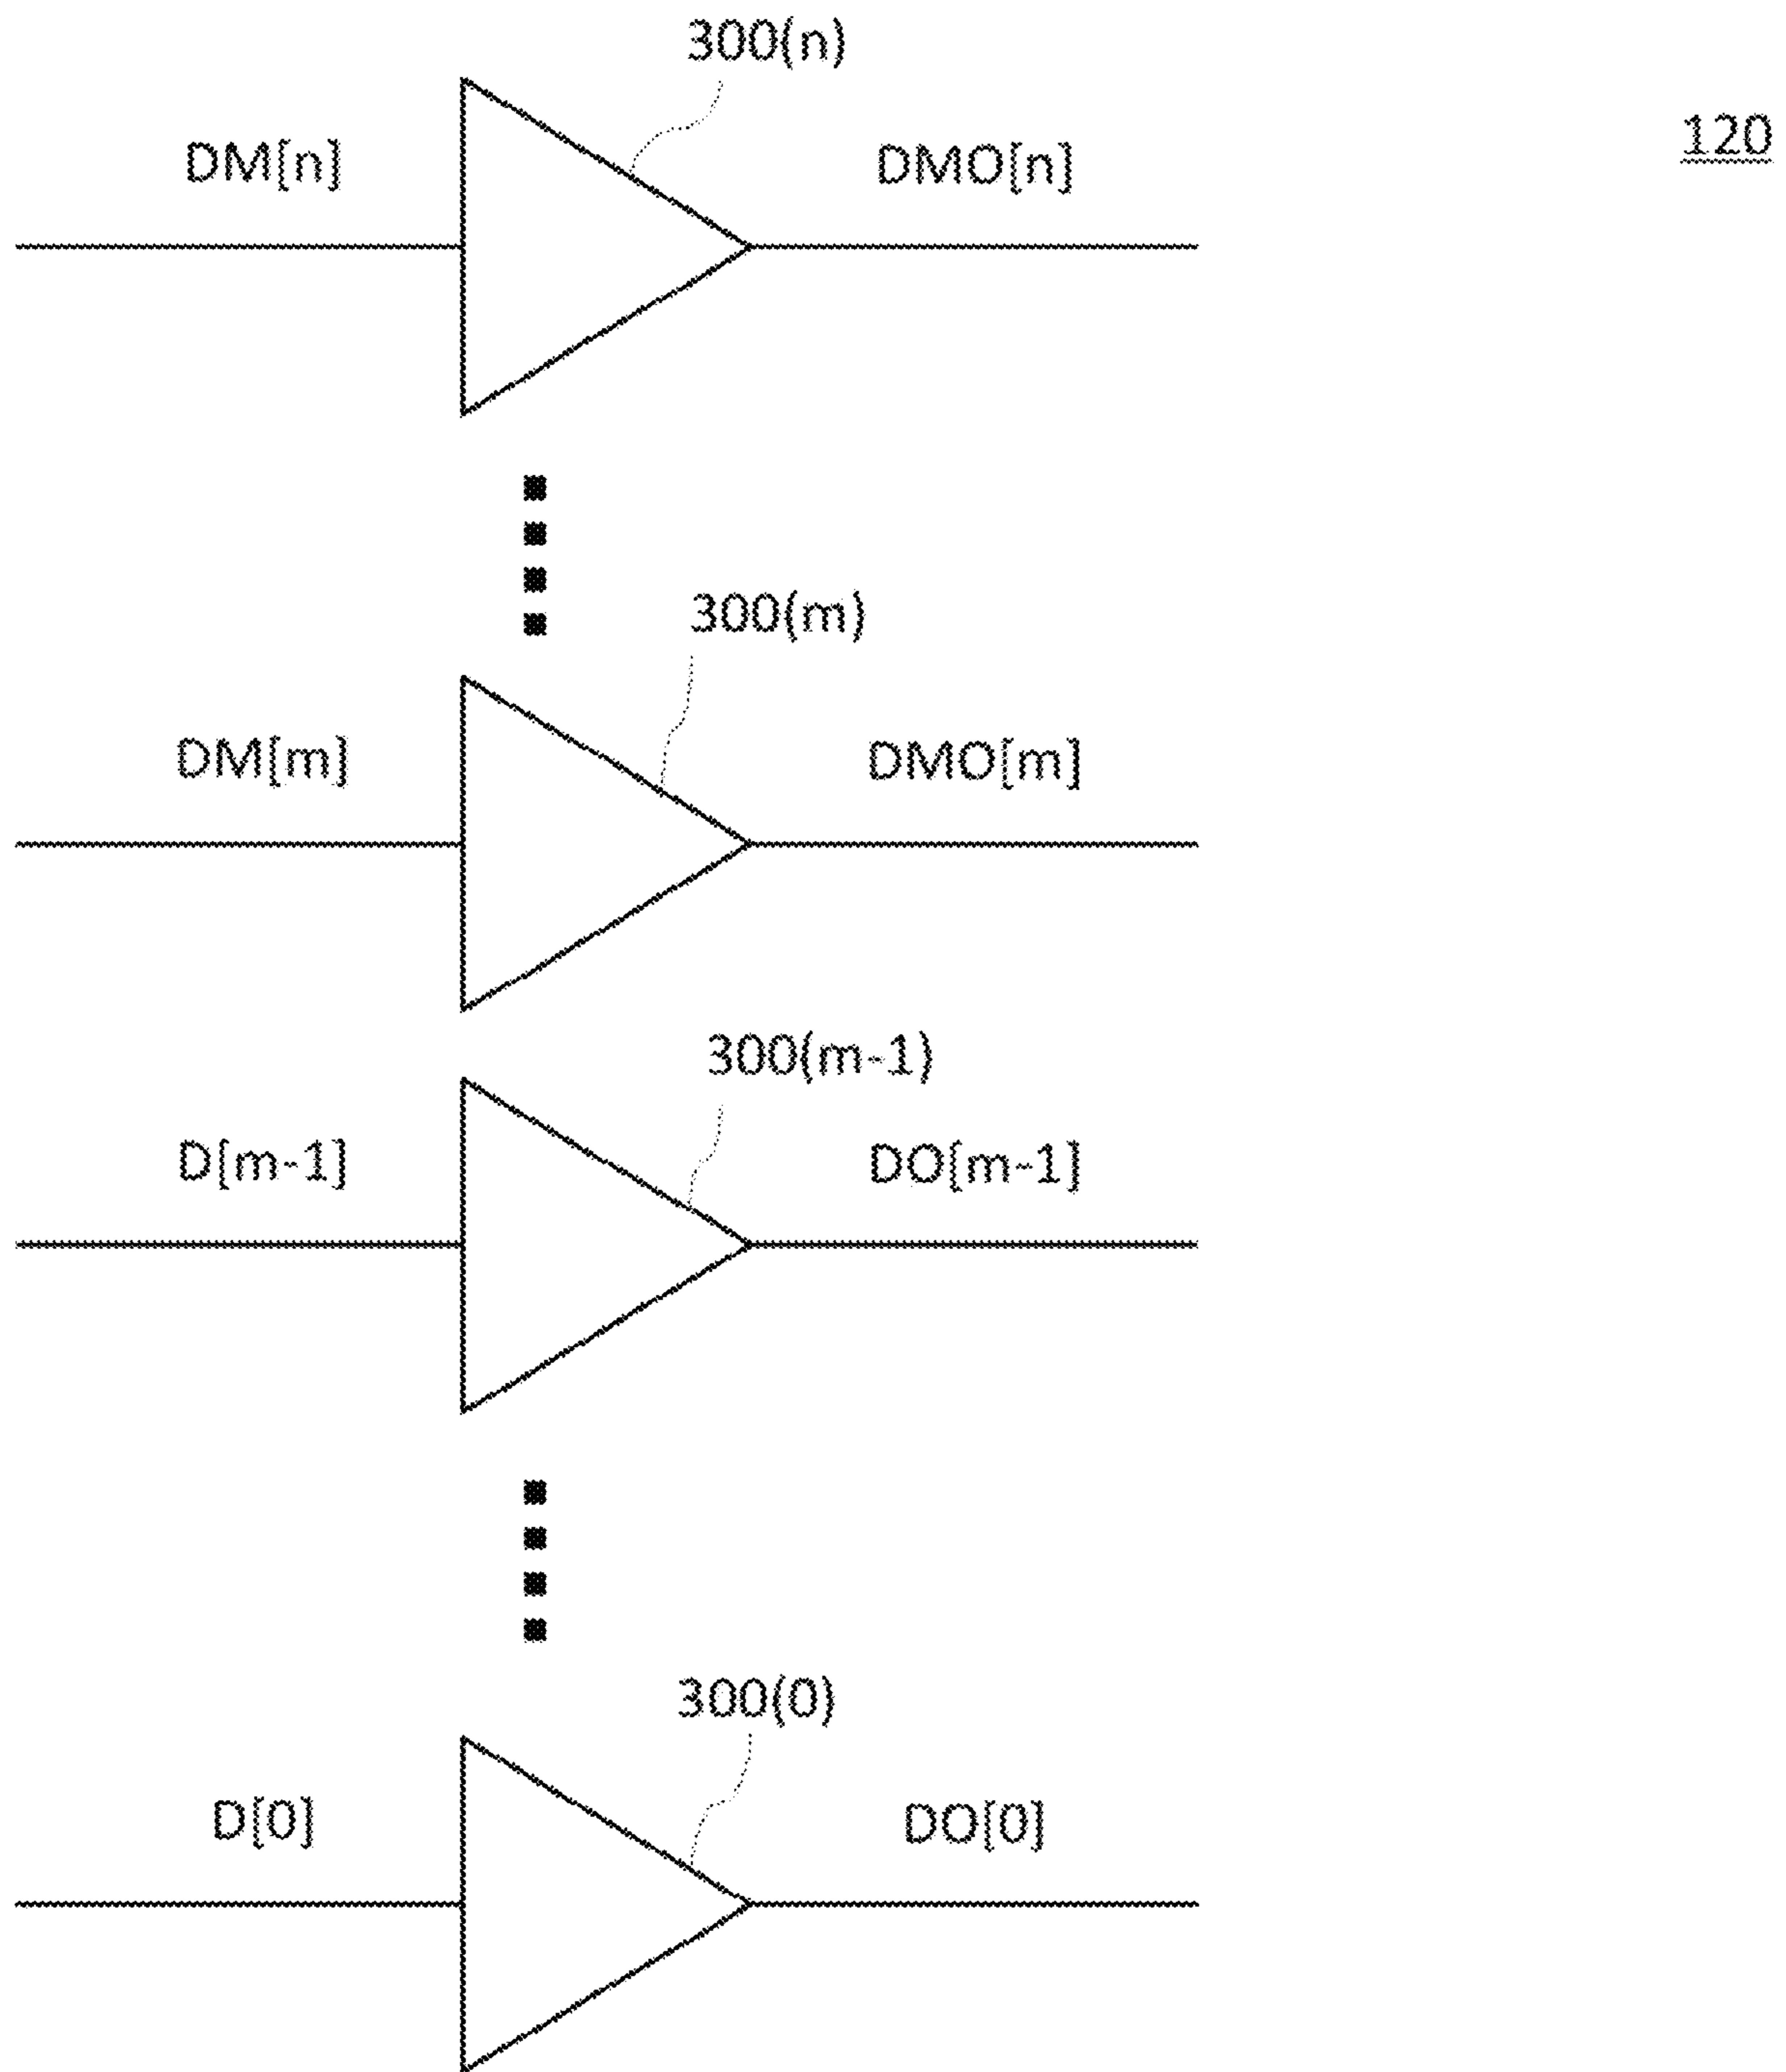 300(n)
120
DM[n]
DMO[n]
300(m)
DM[m]
DMO[m]
300(m-1)
D[m-1]
DO[m-1]
300(0)
D[0]
DO[0]